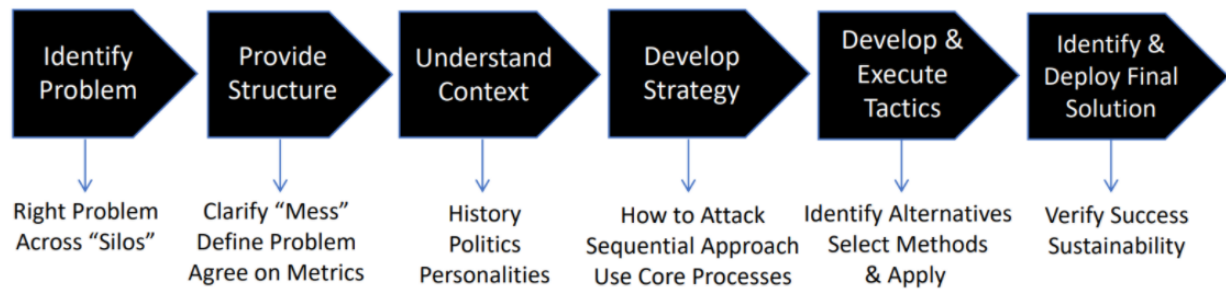 Identify
Problem
Provide
Structure
Understand
Context
Develop
Strategy
Develop &
Execute
Tactics
Identify &
Deploy Final
Solution
Right Problem
Across “Silos”
Clarify “Mess”
Define Problem
Agree on Metrics
History
Politics
Personalities
How to Attack
Sequential Approach
Use Core Processes
Identify Alternatives
Select Methods
& Apply
Verify Success
Sustainability